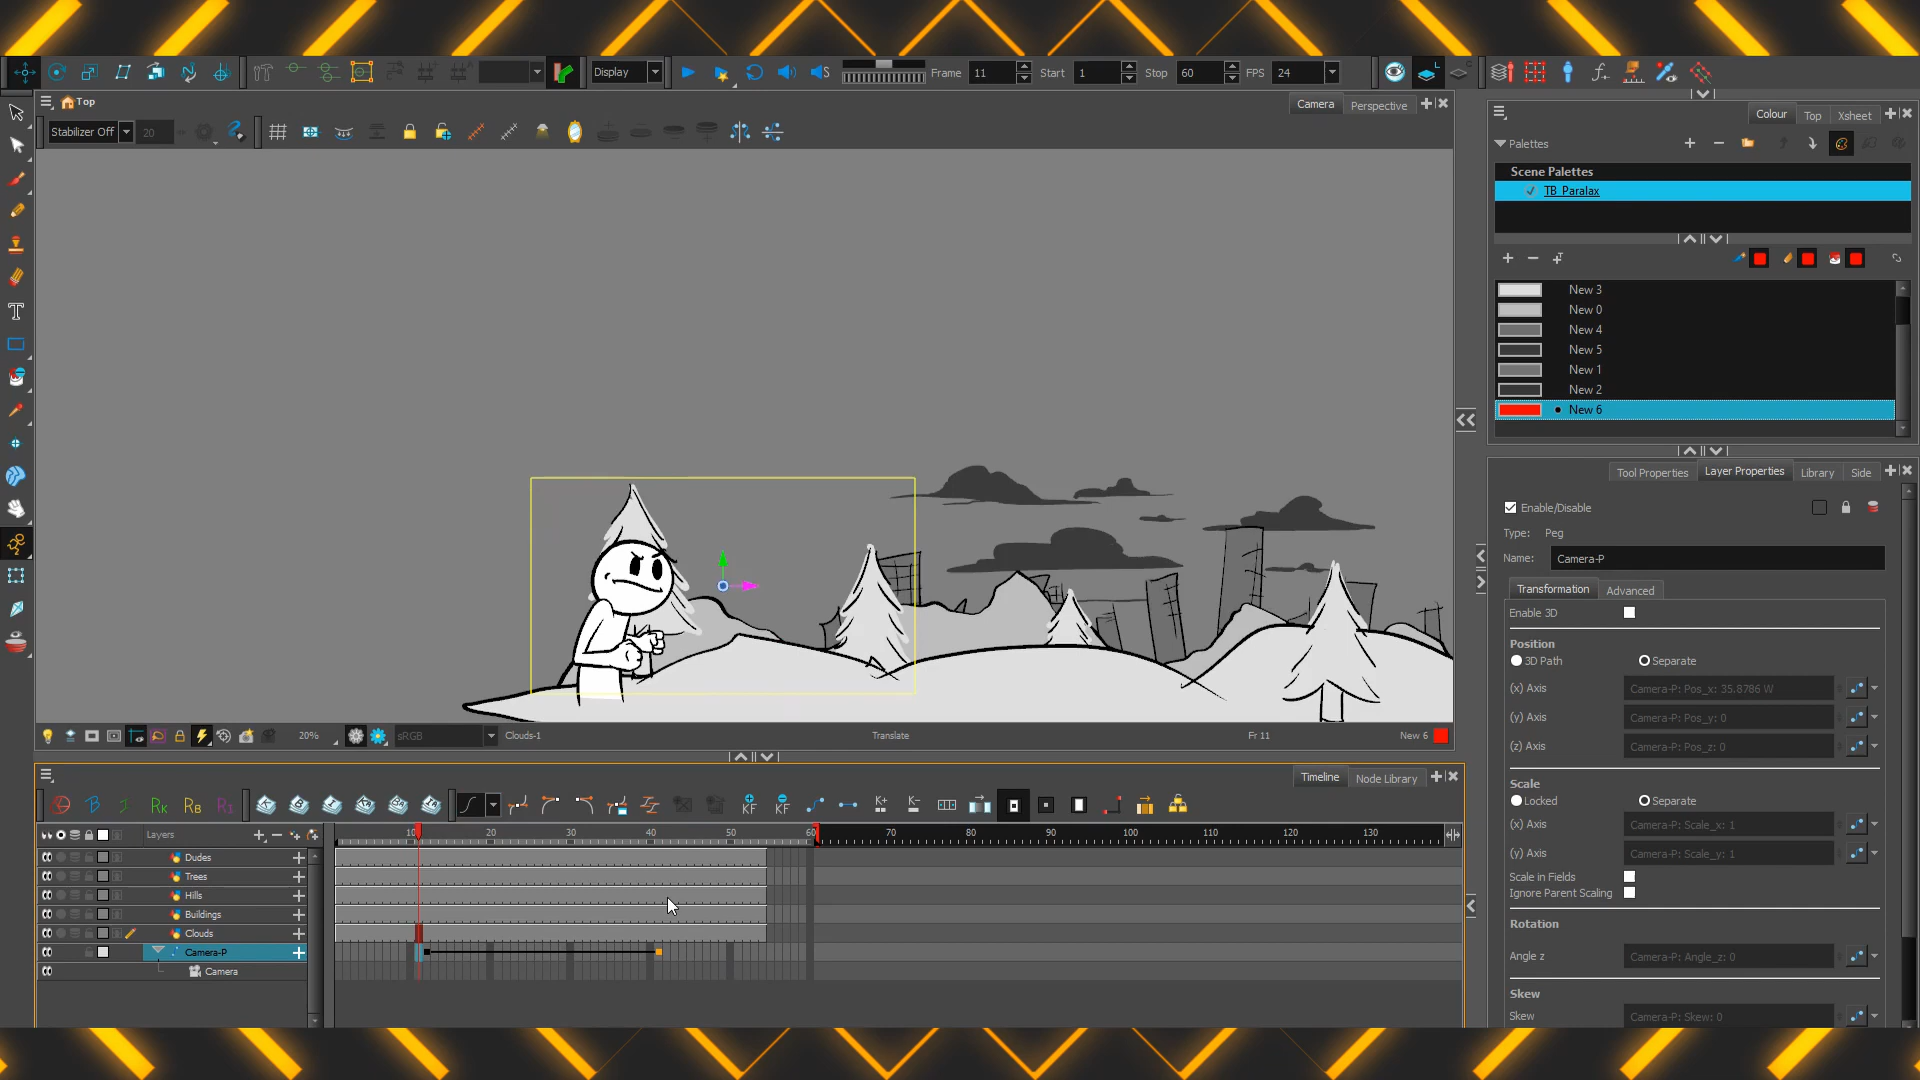 Display
Frame 11 Start 1 Stop 60 FPS 24
Top
Camera Perspective
Stabilizer Off 20
Colour Top Xsheet
Palettes
Scene Palettes
TB_Paralax
New 3
New 0
New 4
New 5
New 1
New 2
New 6
Tool Properties Layer Properties Library Side
Enable/Disable
Type: Peg
Name: Camera-P
Transformation Advanced
Enable 3D
Position
3D Path Separate
(x) Axis Camera-P: Pos_x: 35.8786 W
(y) Axis Camera-P: Pos_y: 0
(z) Axis Camera-P: Pos_z: 0
Scale
Locked Separate
(x) Axis Camera-P: Scale_x: 1
(y) Axis Camera-P: Scale_y: 1
Scale in Fields
Ignore Parent Scaling
Rotation
Angle z Camera-P: Angle_z: 0
Skew
Skew Camera-P: Skew: 0
20% sRGB Clouds-1 Translate Fr 11 New 6
Timeline Node Library
RK RB R1 KF KF K+ K-
Layers 10 20 30 40 50 60 70 80 90 100 110 120 130
Dudes
Trees
Hills
Buildings
Clouds
Camera-P
Camera